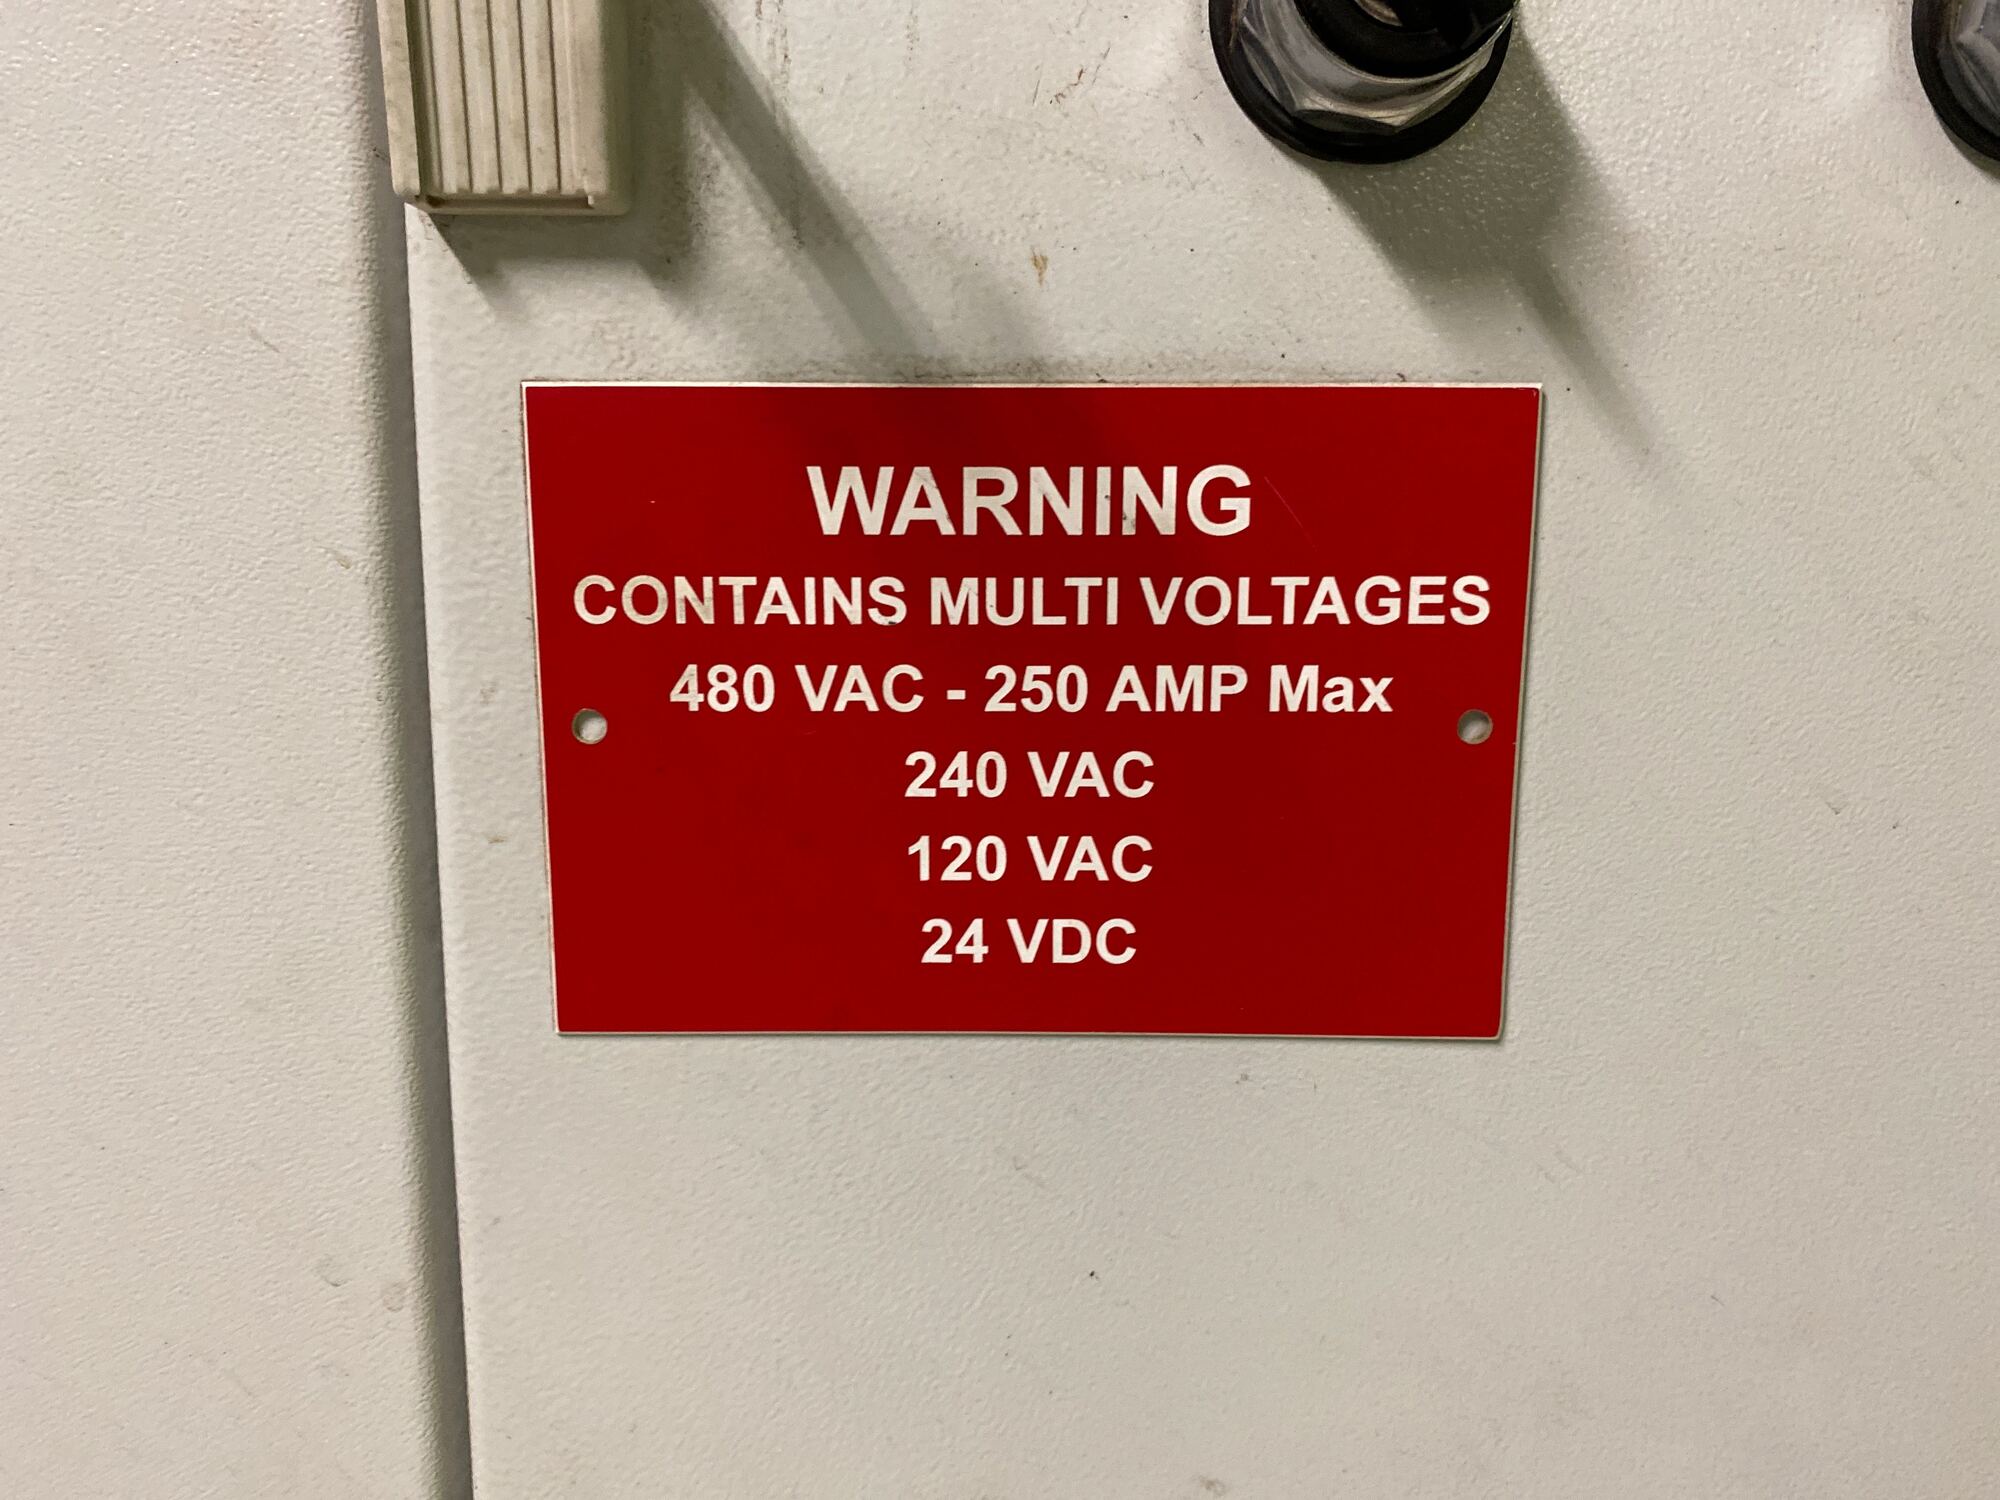 WARNING
CONTAINS MULTI VOLTAGES
480 VAC - 250 AMP Max
240 VAC
120 VAC
24 VDC